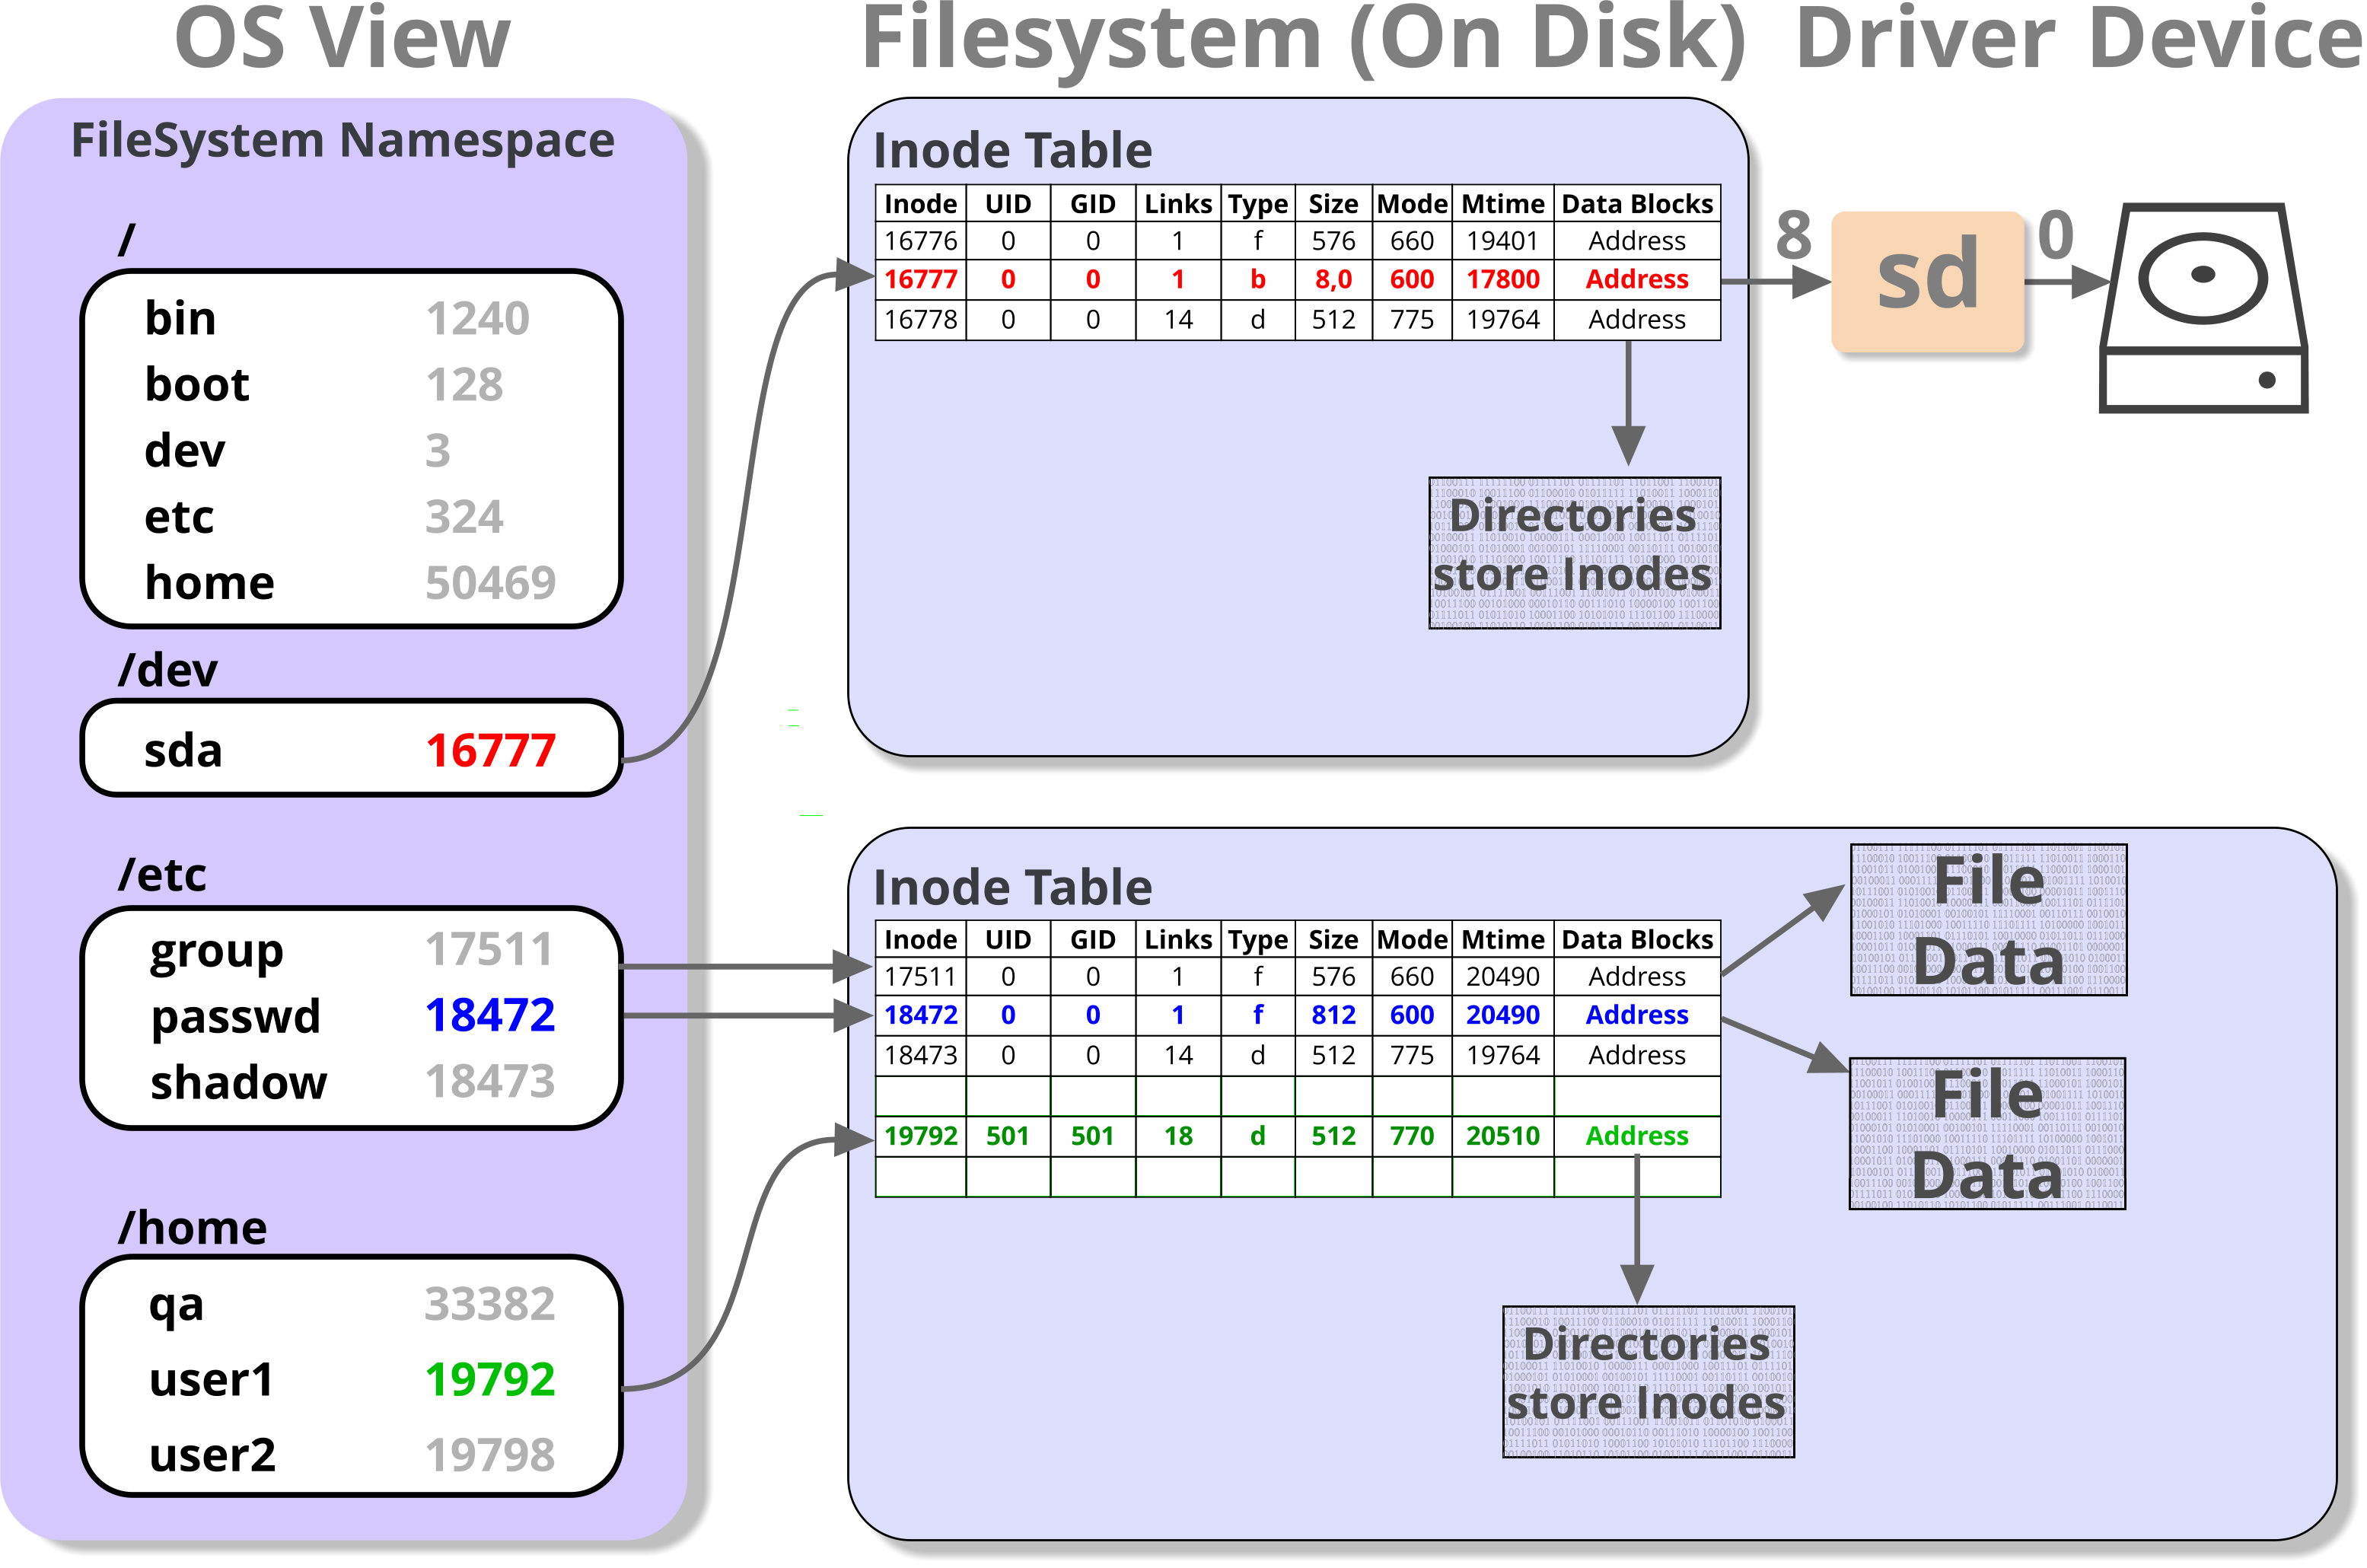 OS View
Filesystem (On Disk)
Driver Device
FileSystem Namespace
/
bin 1240
boot 128
dev 3
etc 324
home 50469
/dev
sda 16777
/etc
group 17511
passwd 18472
shadow 18473
/home
qa 33382
user1 19792
user2 19798
Inode Table
Inode UID GID Links Type Size Mode Mtime Data Blocks
16776 0 0 1 f 576 660 19401 Address
16777 0 0 1 b 8,0 600 17800 Address
16778 0 0 14 d 512 775 19764 Address
Directories
store Inodes
8
sd
0
Inode Table
Inode UID GID Links Type Size Mode Mtime Data Blocks
17511 0 0 1 f 576 660 20490 Address
18472 0 0 1 f 812 600 20490 Address
18473 0 0 14 d 512 775 19764 Address
19792 501 501 18 d 512 770 20510 Address
File
Data
File
Data
Directories
store Inodes